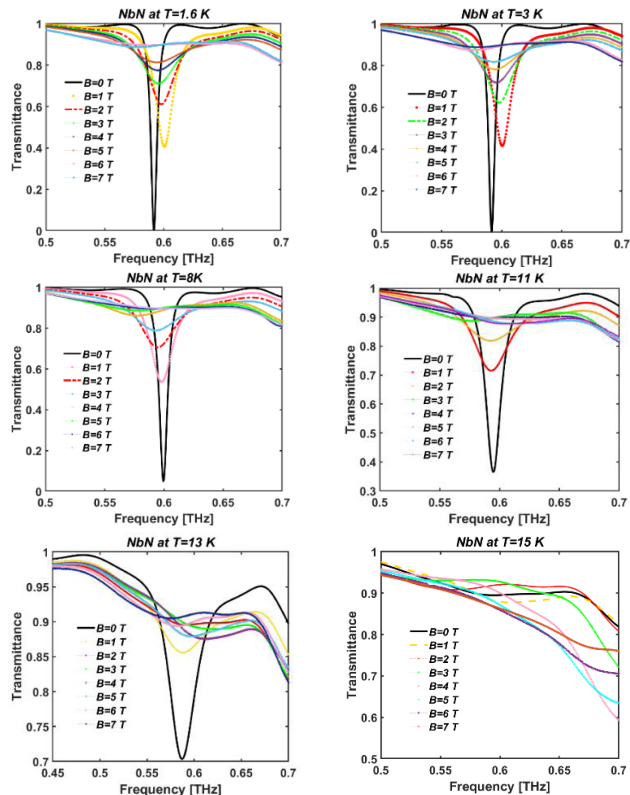 NbN at T=1.6 K
1
0.8
0.6
0.4
0.2
0
Transmittance
B=0 T
B=1 T
B=2 T
B=3 T
B=4 T
B=5 T
B=6 T
B=7 T
0.5 0.55 0.6 0.65 0.7
Frequency [THz]
NbN at T=3 K
1
0.8
0.6
0.4
0.2
0
Transmittance
B=0 T
B=1 T
B=2 T
B=3 T
B=4 T
B=5 T
B=6 T
B=7 T
0.5 0.55 0.6 0.65 0.7
Frequency [THz]
NbN at T=8K
1
0.8
0.6
0.4
0.2
0
Transmittance
B=0 T
B=1 T
B=2 T
B=3 T
B=4 T
B=5 T
B=6 T
B=7 T
0.5 0.55 0.6 0.65 0.7
Frequency [THz]
NbN at T=11 K
1
0.9
0.8
0.7
0.6
0.5
0.4
0.3
Transmittance
B=0 T
B=1 T
B=2 T
B=3 T
B=4 T
B=5 T
B=6 T
B=7 T
0.5 0.55 0.6 0.65 0.7
Frequency [THz]
NbN at T=13 K
1
0.95
0.9
0.85
0.8
0.75
0.7
Transmittance
B=0 T
B=1 T
B=2 T
B=3 T
B=4 T
B=5 T
B=6 T
B=7 T
0.45 0.5 0.55 0.6 0.65 0.7
Frequency [THz]
NbN at T=15 K
1
0.9
0.8
0.7
0.6
0.5
Transmittance
B=0 T
B=1 T
B=2 T
B=3 T
B=4 T
B=5 T
B=6 T
B=7 T
0.5 0.55 0.6 0.65 0.7
Frequency [THz]